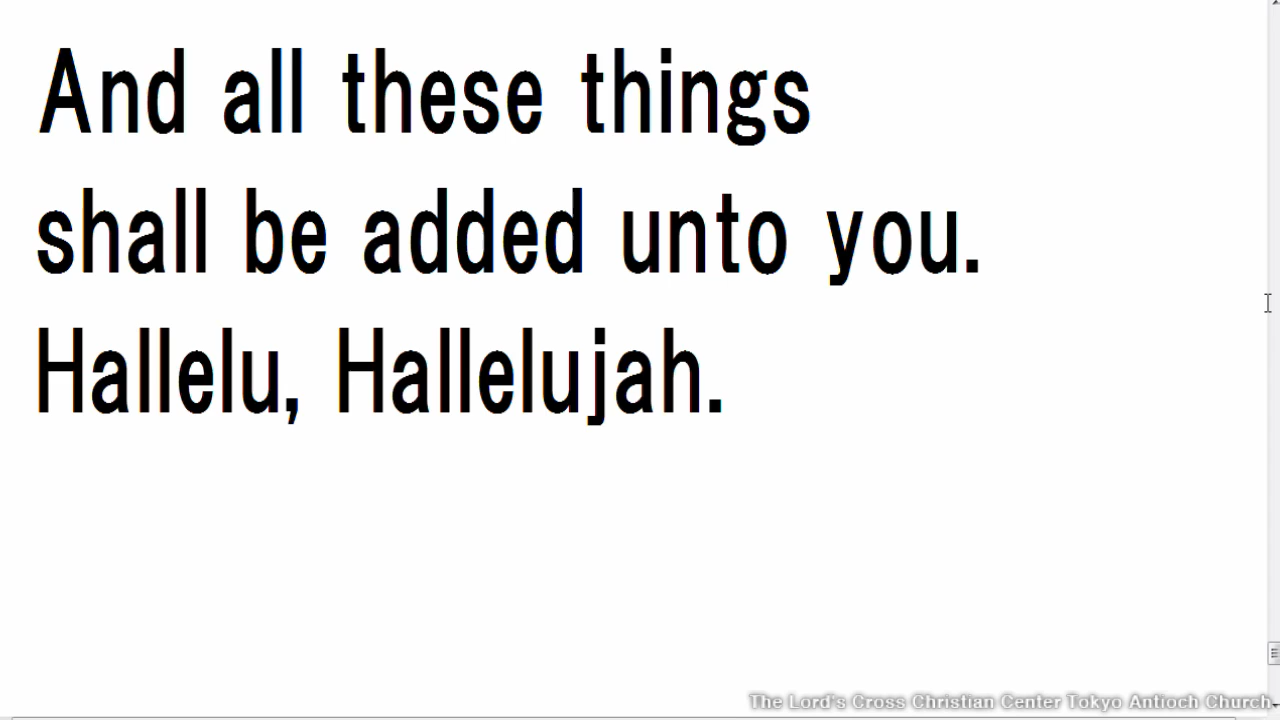 And all these things
shall be added unto you.
Hallelu, Hallelujah.
The Lord's Cross Christian Center Tokyo Antioch Church.